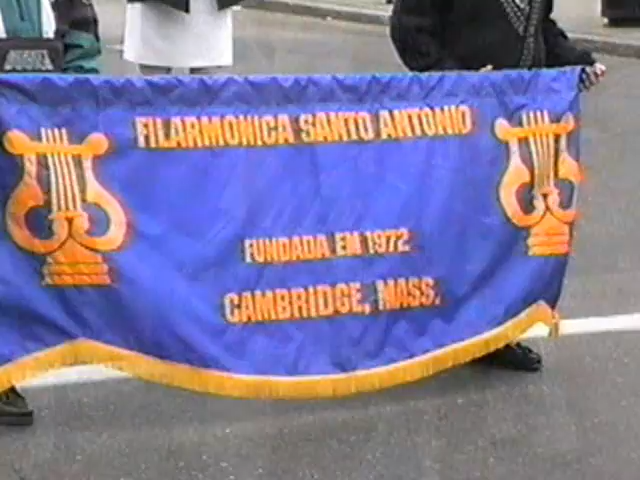 FILARMONICA SANTO ANTONIO
FUNDADA EM 1972
CAMBRIDGE, MASS.